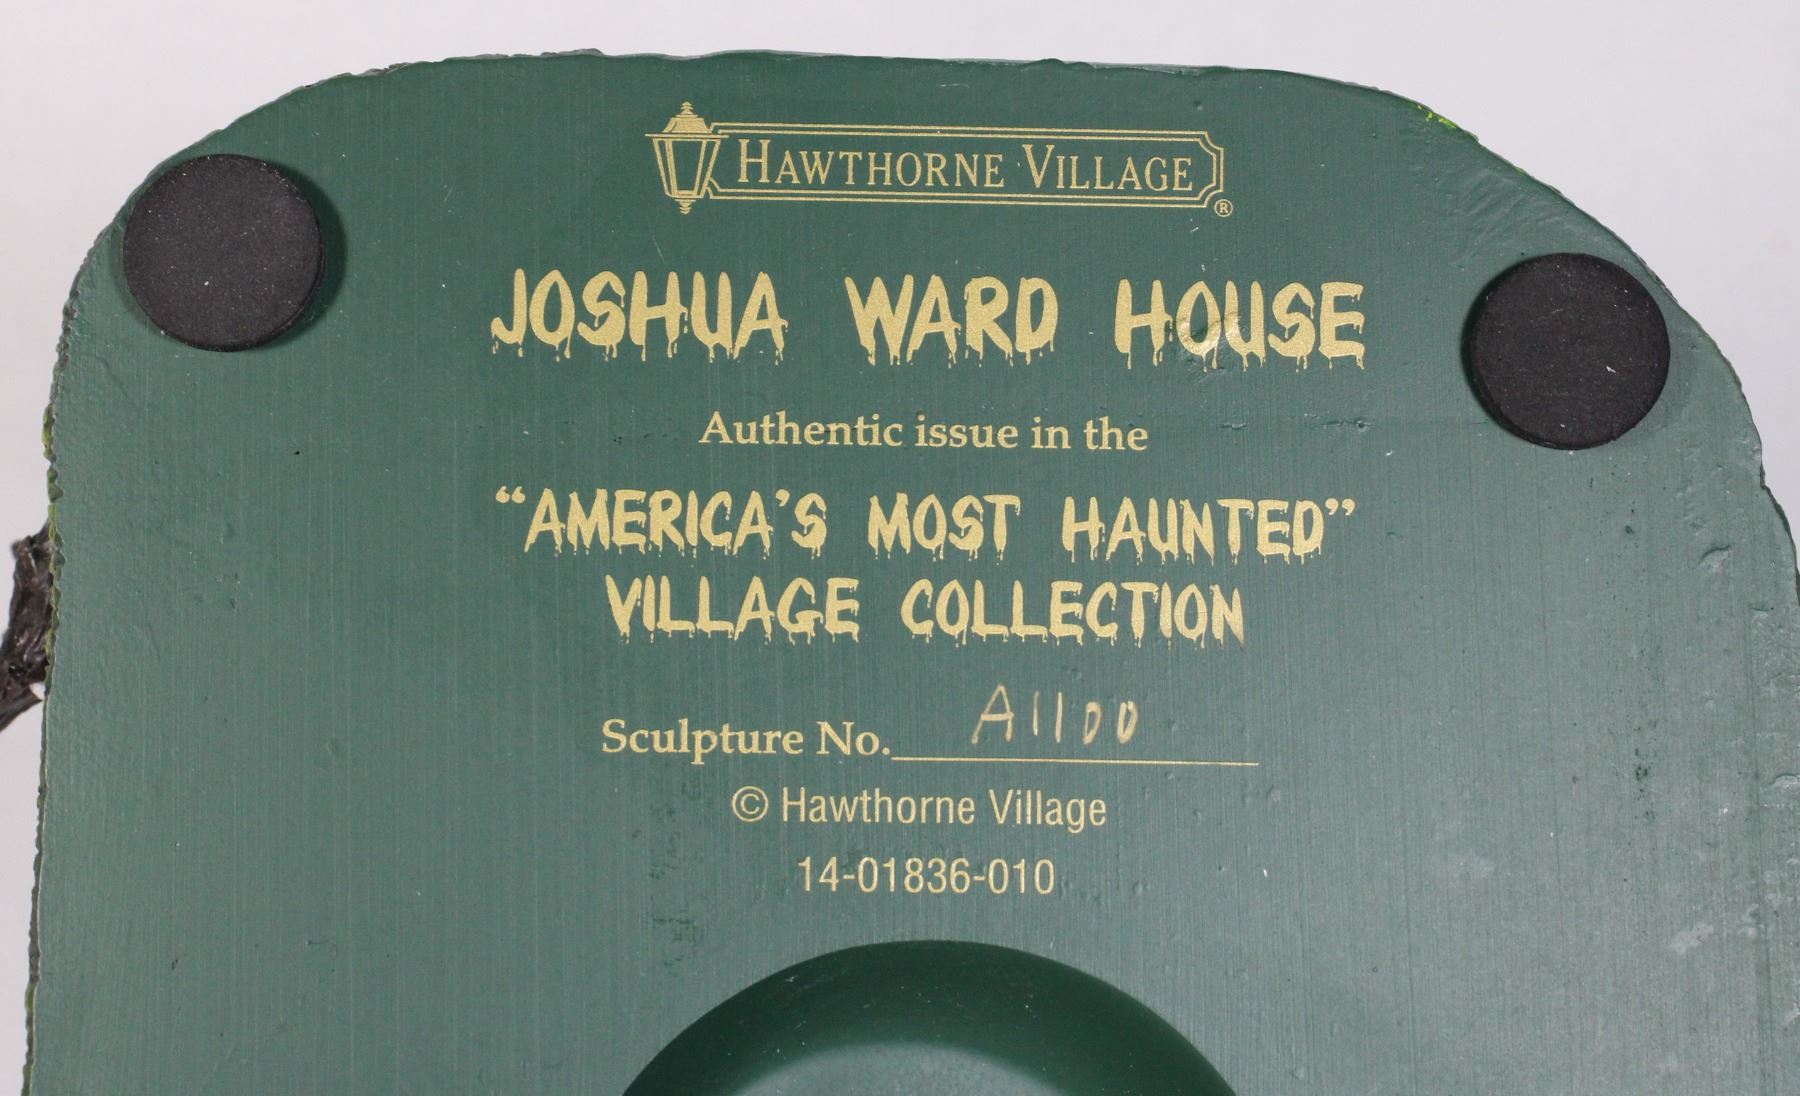 HAWTHORNE VILLAGE ®
JOSHUA WARD HOUSE
Authentic issue in the
“AMERICA’S MOST HAUNTED”
VILLAGE COLLECTION
Sculpture No. A1100
© Hawthorne Village
14-01836-010